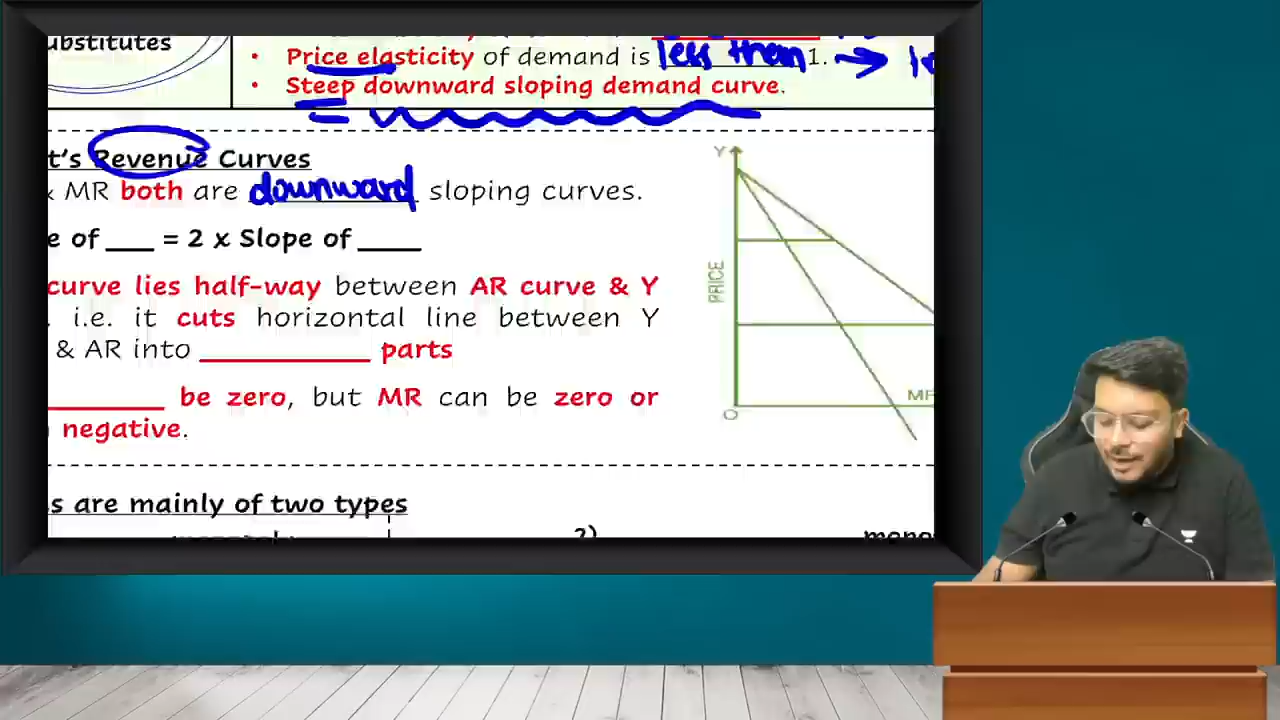 ubstitutes
• Price elasticity of demand is less them 1. →
• Steep downward sloping demand curve.
t's Revenue Curves
& MR both are downward sloping curves.
e of ___ = 2 x Slope of ____
curve lies half-way between AR curve & Y
. i.e. it cuts horizontal line between Y
& AR into ___________ parts
________ be zero, but MR can be zero or
negative.
s are mainly of two types
2)
Y
PRICE
O